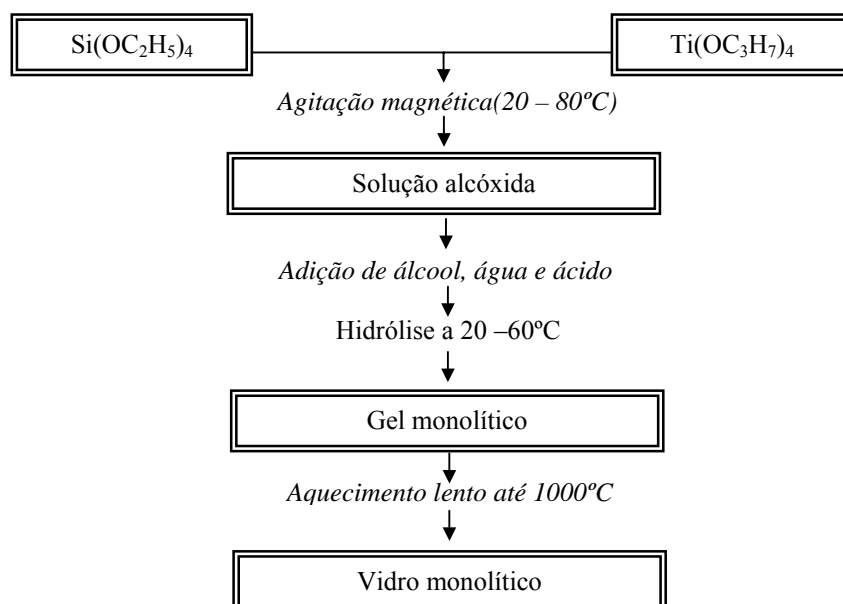 Si(OC₂H₅)₄
Ti(OC₃H₇)₄
Agitação magnética(20 – 80ºC)
Solução alcóxida
Adição de álcool, água e ácido
Hidrólise a 20 –60ºC
Gel monolítico
Aquecimento lento até 1000ºC
Vidro monolítico